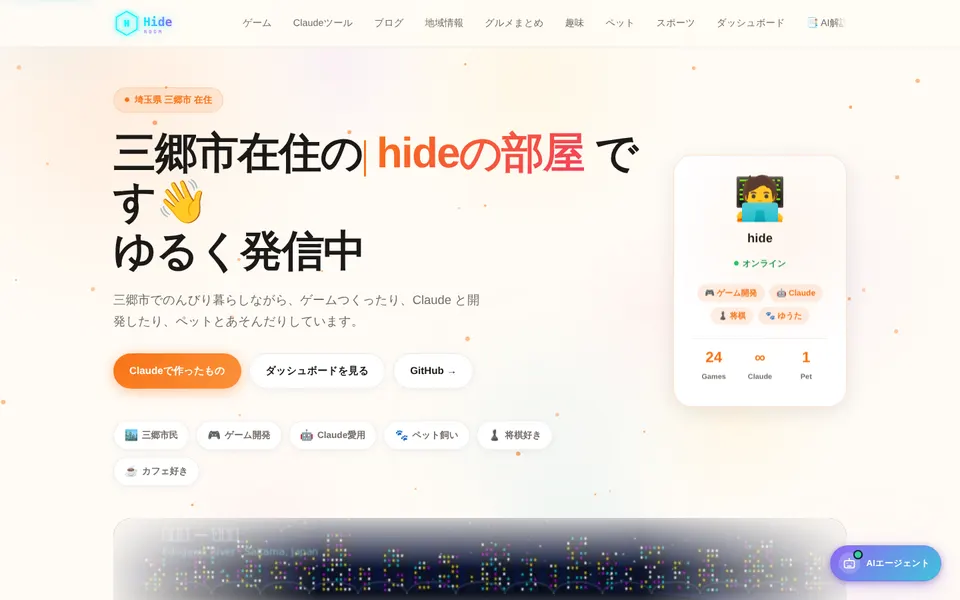 Hide
ROOM
ゲーム
Claudeツール
ブログ
地域情報
グルメまとめ
趣味
ペット
スポーツ
ダッシュボード
AI解
埼玉県 三郷市 在住
三郷市在住の hideの部屋 で
す👋
ゆるく発信中
三郷市でのんびり暮らしながら、ゲームつくったり、Claude と開
発したり、ペットとあそんだりしています。
Claudeで作ったもの
ダッシュボードを見る
GitHub →
三郷市民
ゲーム開発
Claude愛用
ペット飼い
将棋好き
カフェ好き
hide
オンライン
ゲーム開発
Claude
将棋
ゆうた
24
∞
1
Games
Claude
Pet
AIエージェント